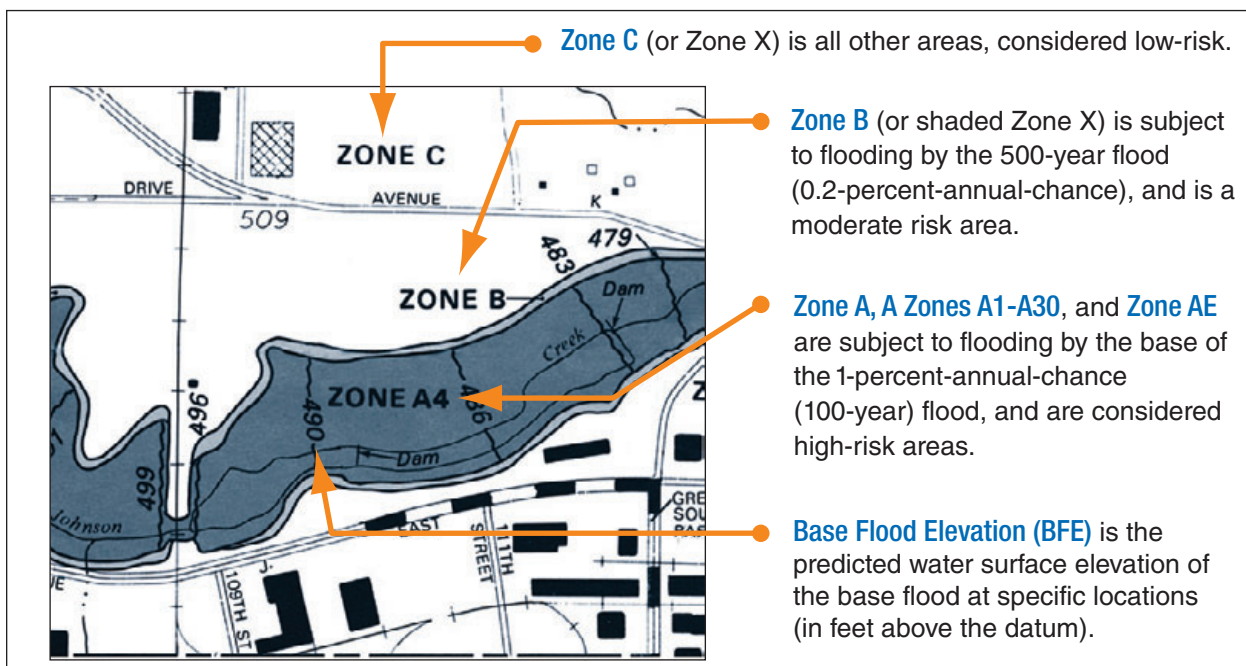 Zone C (or Zone X) is all other areas, considered low-risk.
Zone B (or shaded Zone X) is subject
to flooding by the 500-year flood
(0.2-percent-annual-chance), and is a
moderate risk area.
Zone A, A Zones A1-A30, and Zone AE
are subject to flooding by the base of
the 1-percent-annual-chance
(100-year) flood, and are considered
high-risk areas.
Base Flood Elevation (BFE) is the
predicted water surface elevation of
the base flood at specific locations
(in feet above the datum).
ZONE C
DRIVE
AVENUE
K
509
483
479
ZONE B
Dam
Creek
496
ZONE A4
490
486
Z
Dam
499
Johnson
EAST
GRE
SOU
STREET
111TH
J.
109TH ST